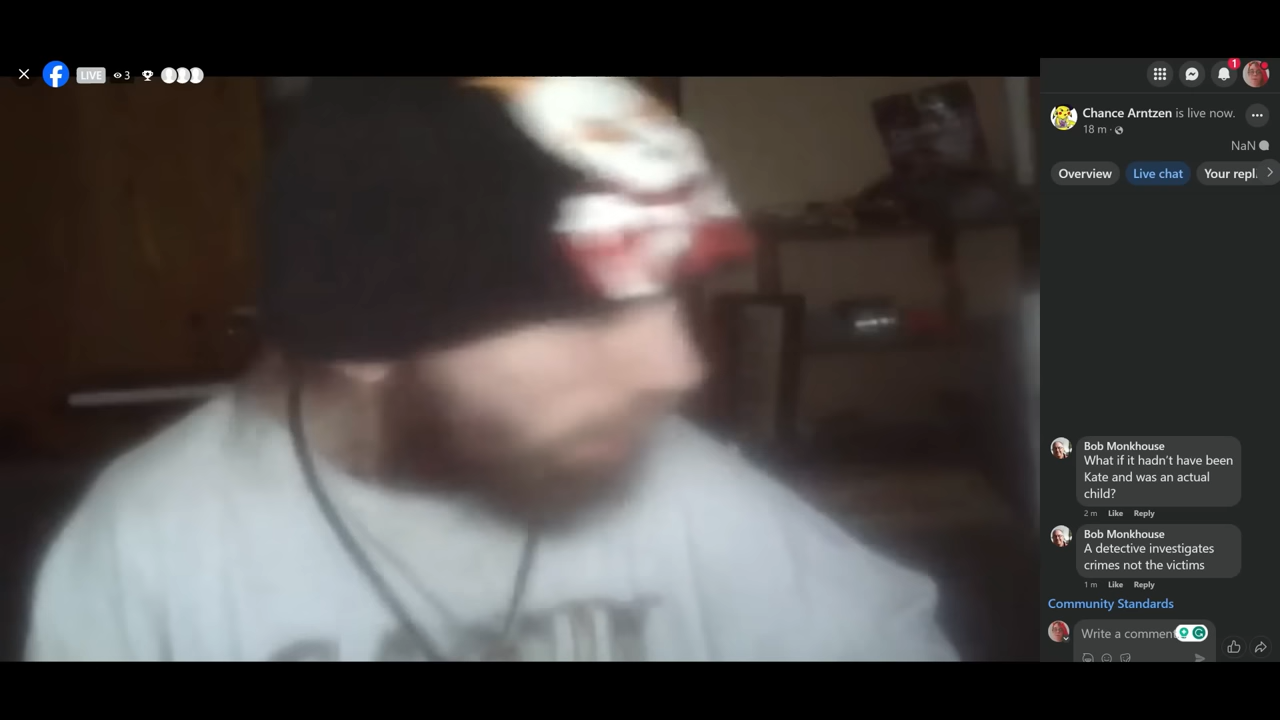 LIVE
3
1
Chance Arntzen is live now.
18 m ·
NaN
Overview
Live chat
Your repl
Bob Monkhouse
What if it hadn't have been
Kate and was an actual
child?
2 m Like Reply
Bob Monkhouse
A detective investigates
crimes not the victims
1 m Like Reply
Community Standards
Write a comment